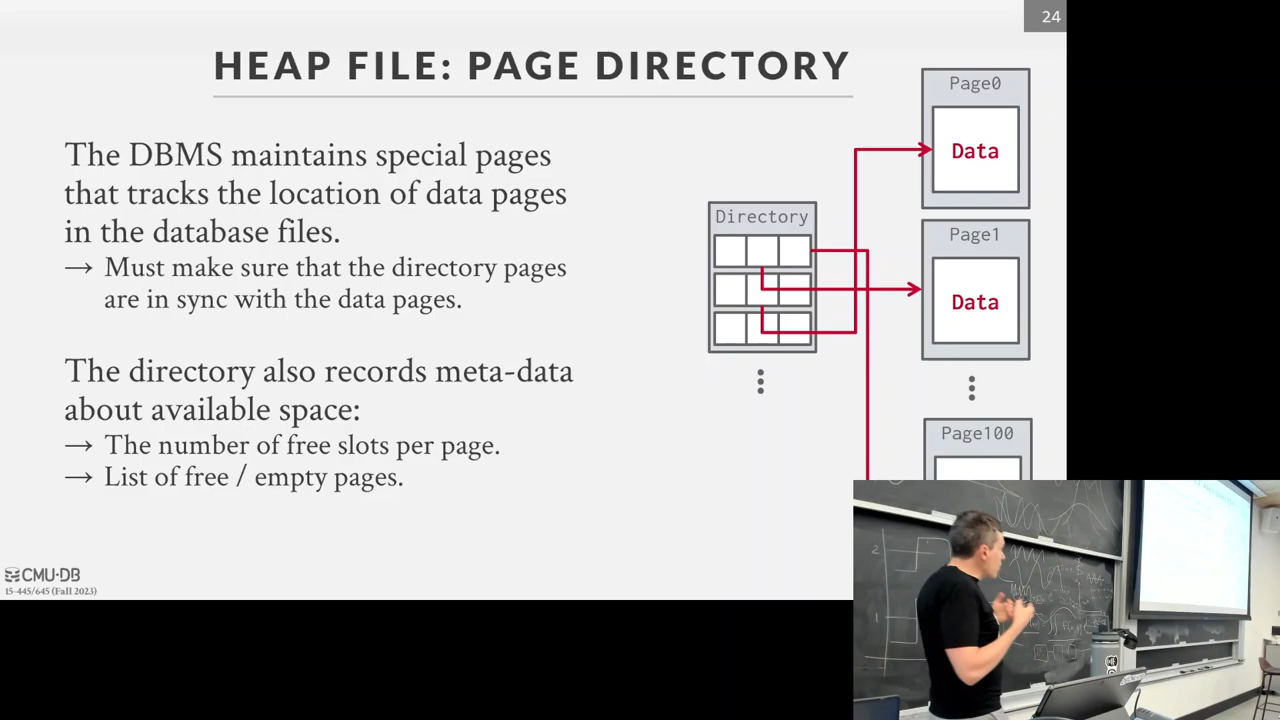 24
HEAP FILE: PAGE DIRECTORY
The DBMS maintains special pages
that tracks the location of data pages
in the database files.
→ Must make sure that the directory pages
are in sync with the data pages.
The directory also records meta-data
about available space:
→ The number of free slots per page.
→ List of free / empty pages.
Directory
Page0
Data
Page1
Data
Page100
CMU·DB
15-445/645 (Fall 2023)
2
1